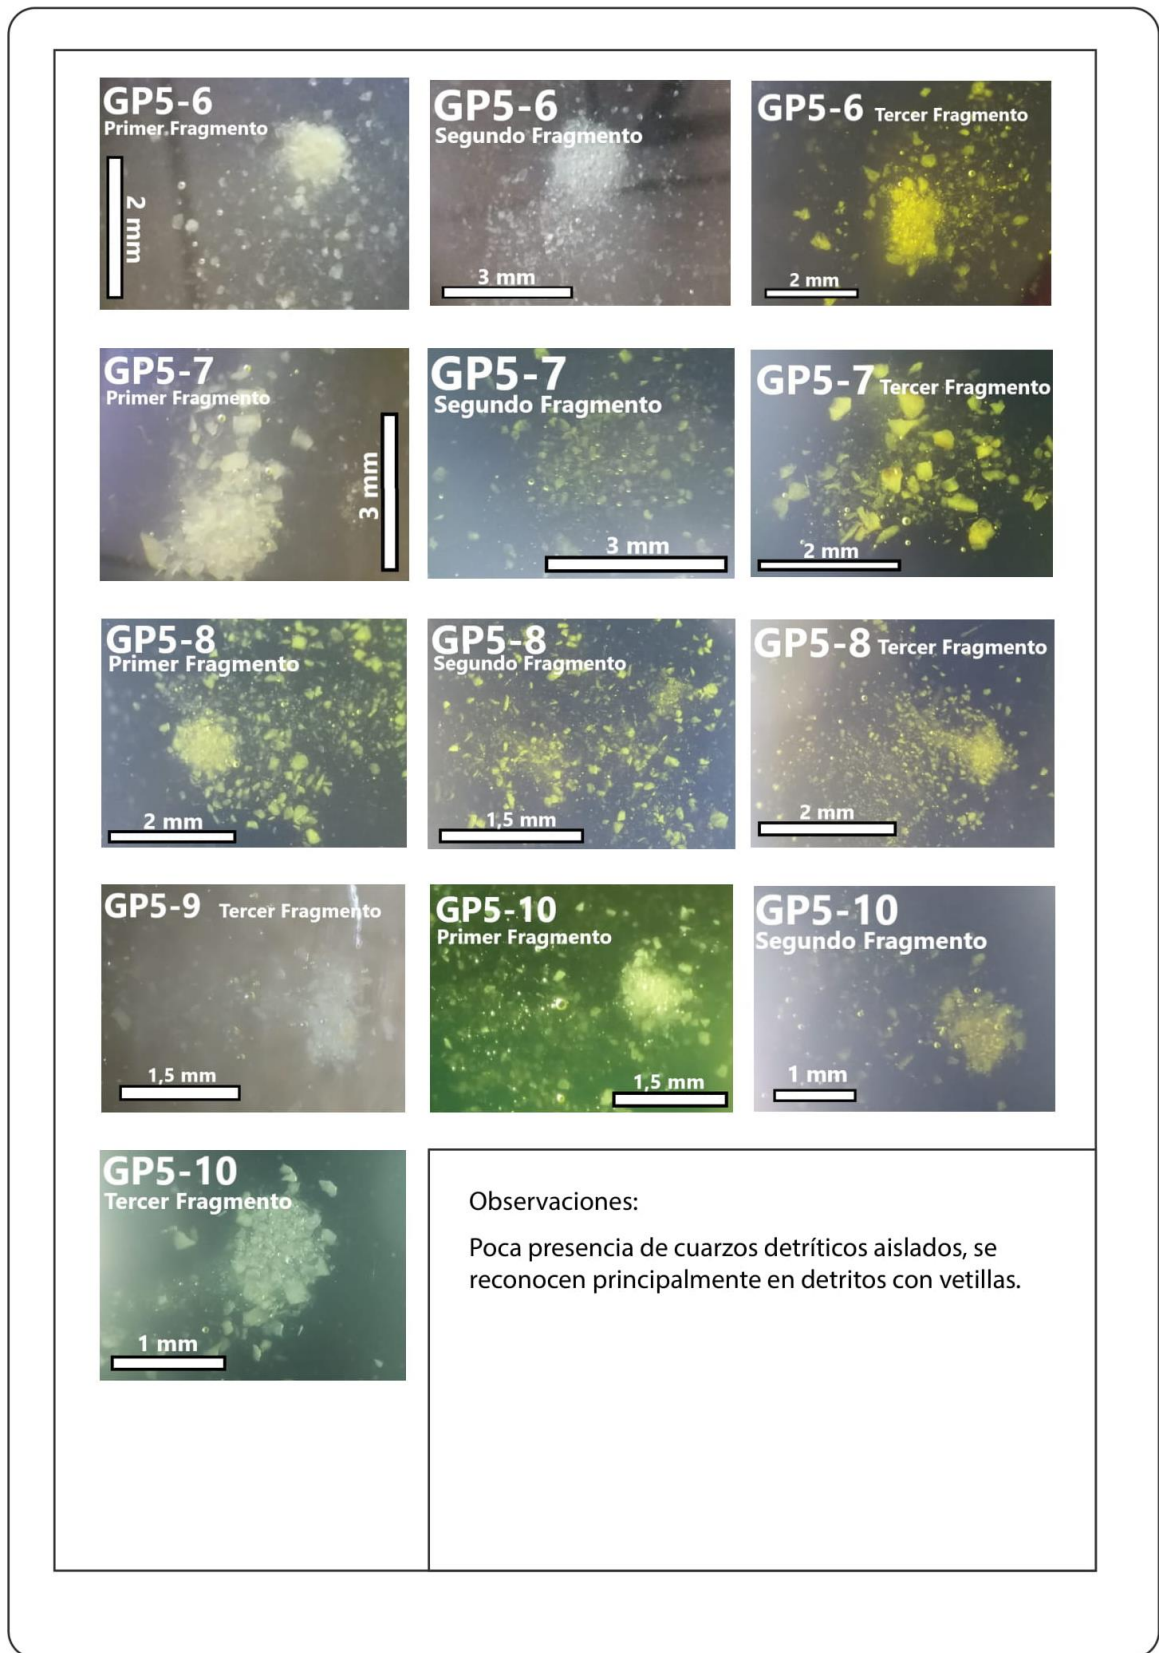 GP5-6
Primer Fragmento
2 mm
GP5-6
Segundo Fragmento
3 mm
GP5-6 Tercer Fragmento
2 mm
GP5-7
Primer Fragmento
3 mm
GP5-7
Segundo Fragmento
3 mm
GP5-7 Tercer Fragmento
2 mm
GP5-8
Primer Fragmento
2 mm
GP5-8
Segundo Fragmento
1,5 mm
GP5-8 Tercer Fragmento
2 mm
GP5-9 Tercer Fragmento
1,5 mm
GP5-10
Primer Fragmento
1,5 mm
GP5-10
Segundo Fragmento
1 mm
GP5-10
Tercer Fragmento
1 mm
Observaciones:
Poca presencia de cuarzos detríticos aislados, se
reconocen principalmente en detritos con vetillas.